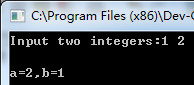 C:\Program Files (x86)\Dev-C
Input two integers:1 2
a=2,b=1